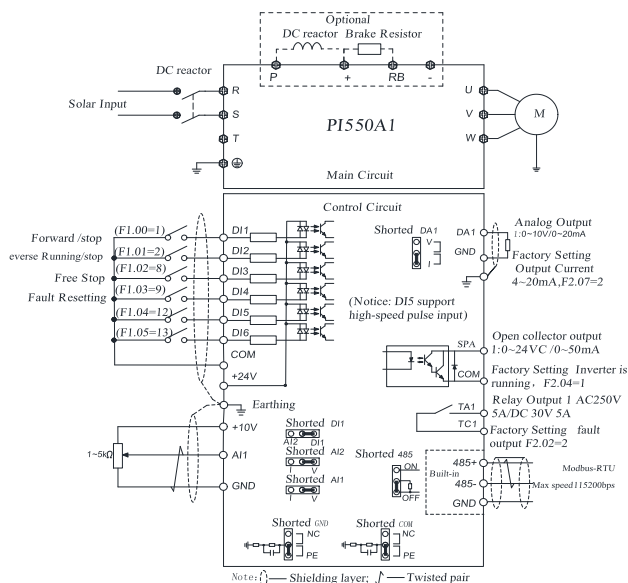 Optional
DC reactor Brake Resistor
P + RB -
DC reactor
Solar Input
R
S
T
PI550A1
Main Circuit
U
V
W
M
Control Circuit
Forward /stop
(F1.00=1)
DI1
everse Running/stop
(F1.01=2)
DI2
Free Stop
(F1.02=8)
DI3
Fault Resetting
(F1.03=9)
DI4
(F1.04=12)
DI5
(F1.05=13)
DI6
COM
+24V
Earthing
+10V
AI1
GND
1~5kΩ
Shorted DA1
V
I
DA1
GND
Analog Output
1:0~10V/0~20mA
Factory Setting
Output Current
4~20mA,F2.07=2
(Notice: DI5 support
high-speed pulse input)
SPA
COM
Open collector output
1:0~24VC /0~50mA
Factory Setting Inverter is
running, F2.04=1
TA1
TC1
Relay Output 1 AC250V
5A/DC 30V 5A
Factory Setting fault
output F2.02=2
Shorted DI1
AI2 DI1
Shorted AI2
I V
Shorted AI1
I V
Shorted 485
ON
OFF
Built-in
485+
485-
GND
Modbus-RTU
Max speed115200bps
Shorted GND
NC
PE
Shorted COM
NC
PE
Note: — Shielding layer; — Twisted pair